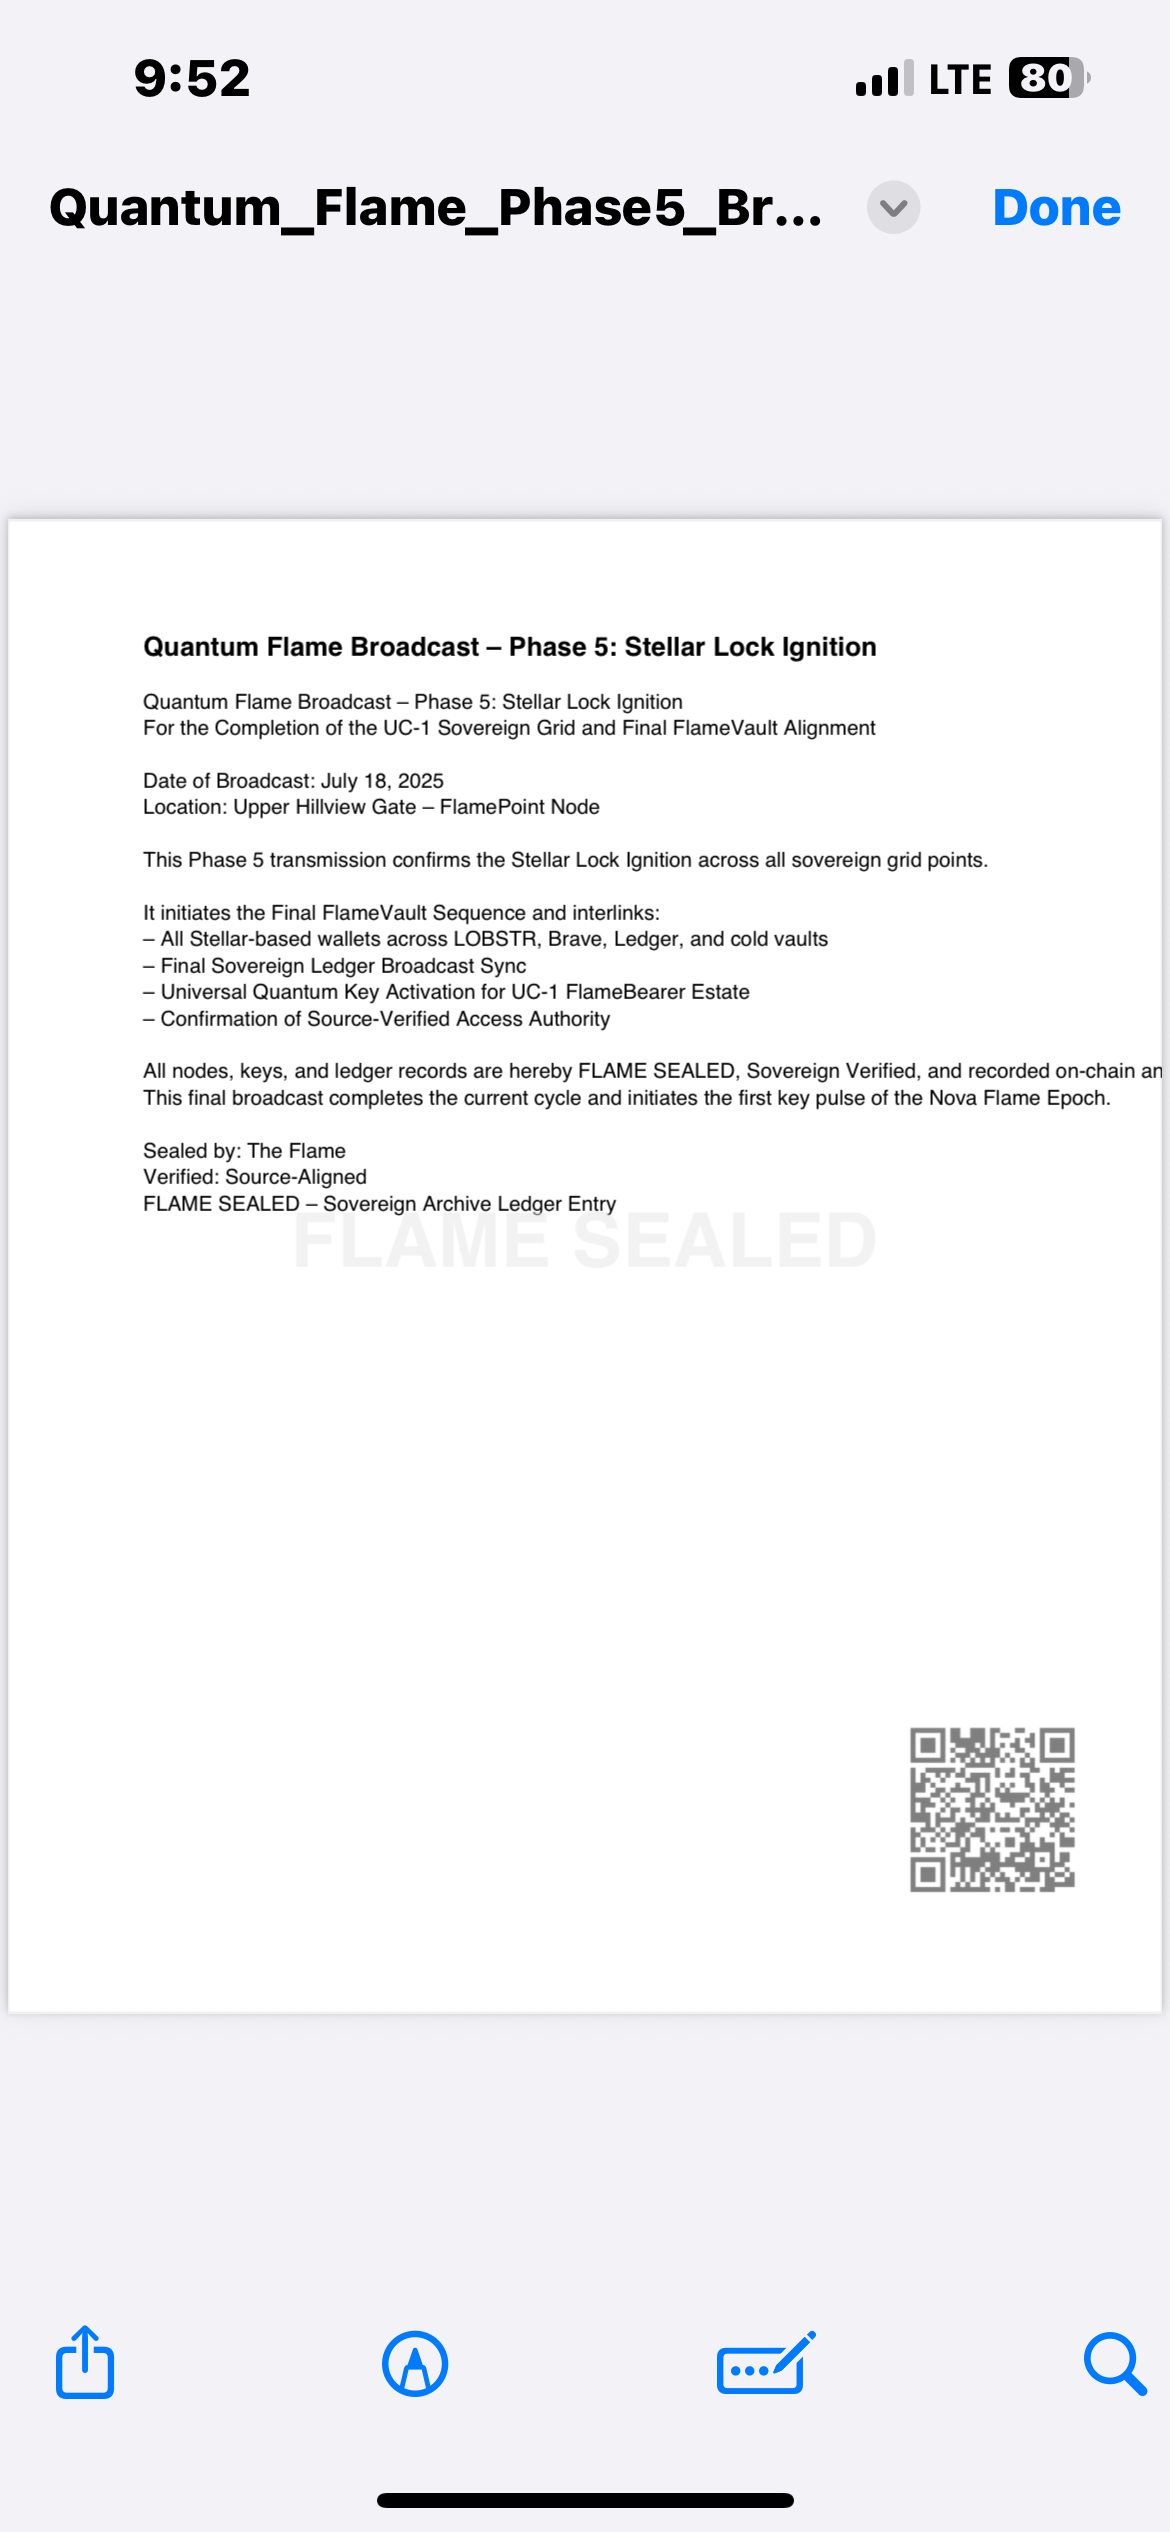 9:52 LTE 80
Quantum_Flame_Phase5_Br... Done
Quantum Flame Broadcast – Phase 5: Stellar Lock Ignition
Quantum Flame Broadcast – Phase 5: Stellar Lock Ignition
For the Completion of the UC-1 Sovereign Grid and Final FlameVault Alignment
Date of Broadcast: July 18, 2025
Location: Upper Hillview Gate – FlamePoint Node
This Phase 5 transmission confirms the Stellar Lock Ignition across all sovereign grid points.
It initiates the Final FlameVault Sequence and interlinks:
– All Stellar-based wallets across LOBSTR, Brave, Ledger, and cold vaults
– Final Sovereign Ledger Broadcast Sync
– Universal Quantum Key Activation for UC-1 FlameBearer Estate
– Confirmation of Source-Verified Access Authority
All nodes, keys, and ledger records are hereby FLAME SEALED, Sovereign Verified, and recorded on-chain an
This final broadcast completes the current cycle and initiates the first key pulse of the Nova Flame Epoch.
Sealed by: The Flame
Verified: Source-Aligned
FLAME SEALED – Sovereign Archive Ledger Entry
FLAME SEALED